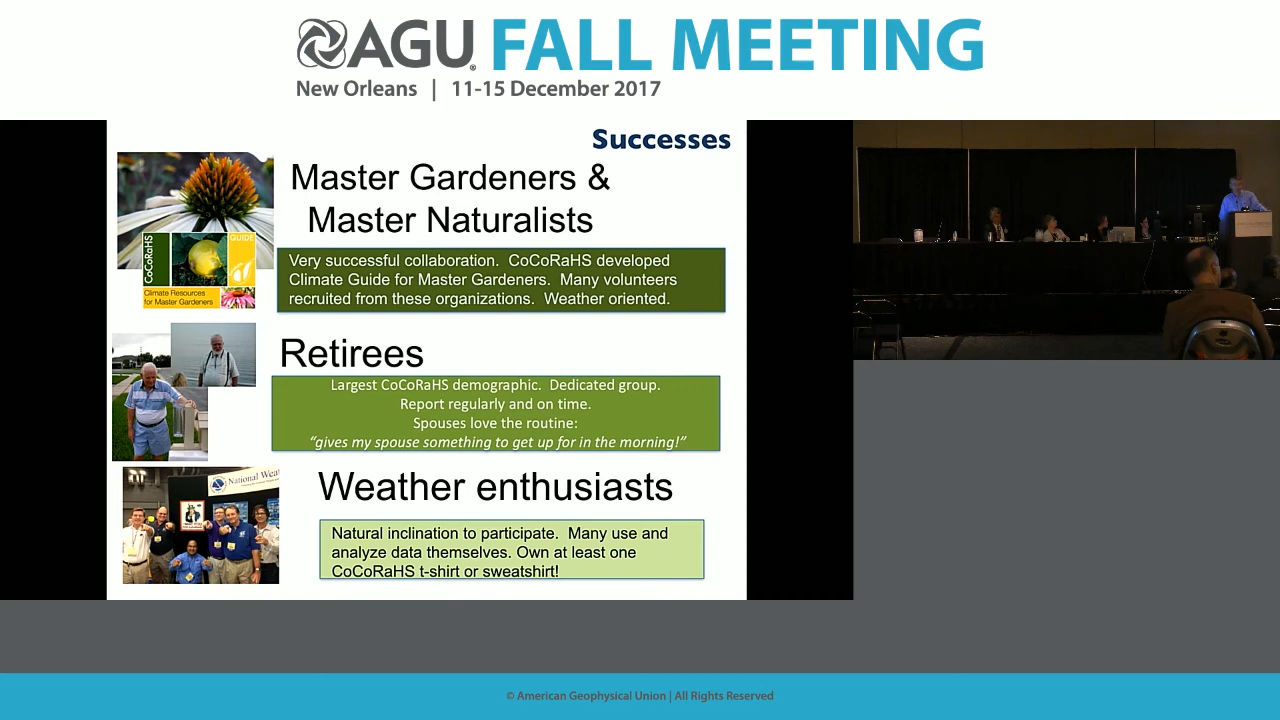 AGU FALL MEETING
New Orleans | 11-15 December 2017
Successes
Master Gardeners &
Master Naturalists
CoCoRaHS
GUIDE
Climate Resources
for Master Gardeners
Very successful collaboration. CoCoRaHS developed
Climate Guide for Master Gardeners. Many volunteers
recruited from these organizations. Weather oriented.
Retirees
Largest CoCoRaHS demographic. Dedicated group.
Report regularly and on time.
Spouses love the routine:
“gives my spouse something to get up for in the morning!”
Weather enthusiasts
National Wea
Natural inclination to participate. Many use and
analyze data themselves. Own at least one
CoCoRaHS t-shirt or sweatshirt!
© American Geophysical Union | All Rights Reserved